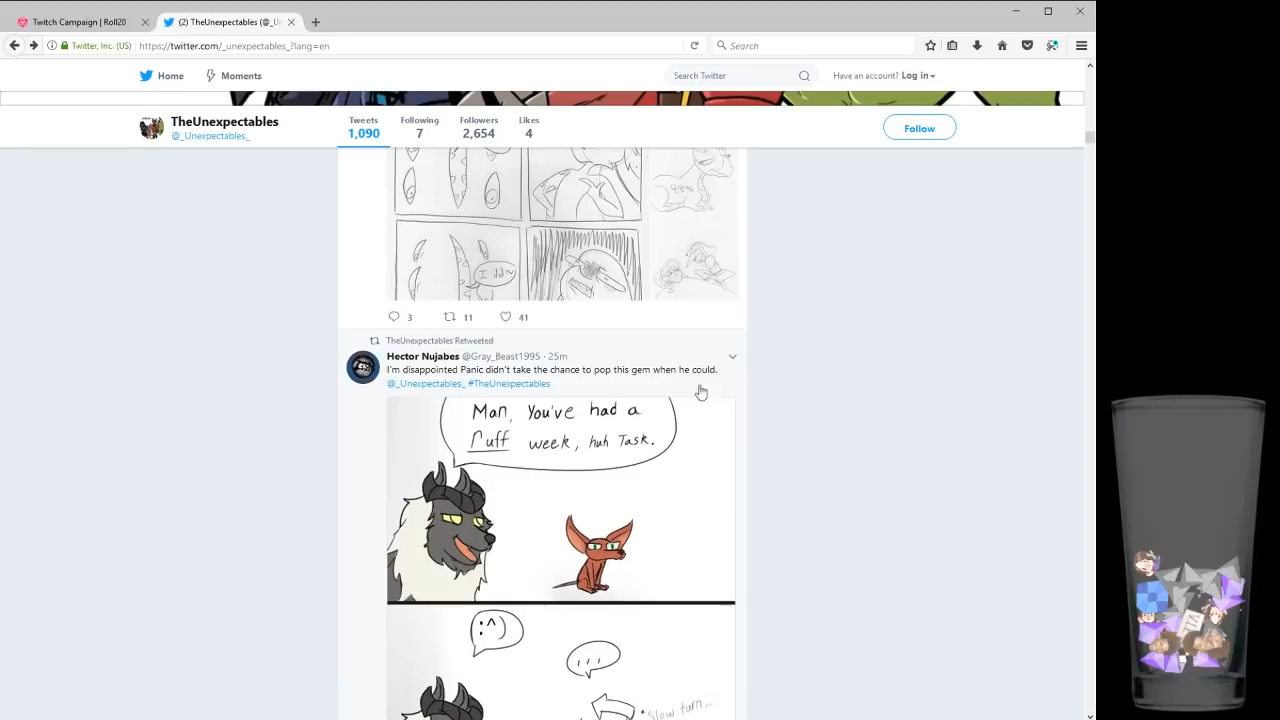 Twitch Campaign | Roll20
(2) TheUnexpectables (@_U
Twitter, Inc. (US)
https://twitter.com/_unexpectables_?lang=en
Search
Home
Moments
Search Twitter
Have an account? Log in
TheUnexpectables
@_Unexpectables_
Tweets
1,090
Following
7
Followers
2,654
Likes
4
Follow
3
11
41
TheUnexpectables Retweeted
Hector Nujabes @Gray_Beast1995 · 25m
I'm disappointed Panic didn't take the chance to pop this gem when he could.
@_Unexpectables_ #TheUnexpectables
Man, You've had a
ruff week, huh Task.
:^)
...
*Slow turn...